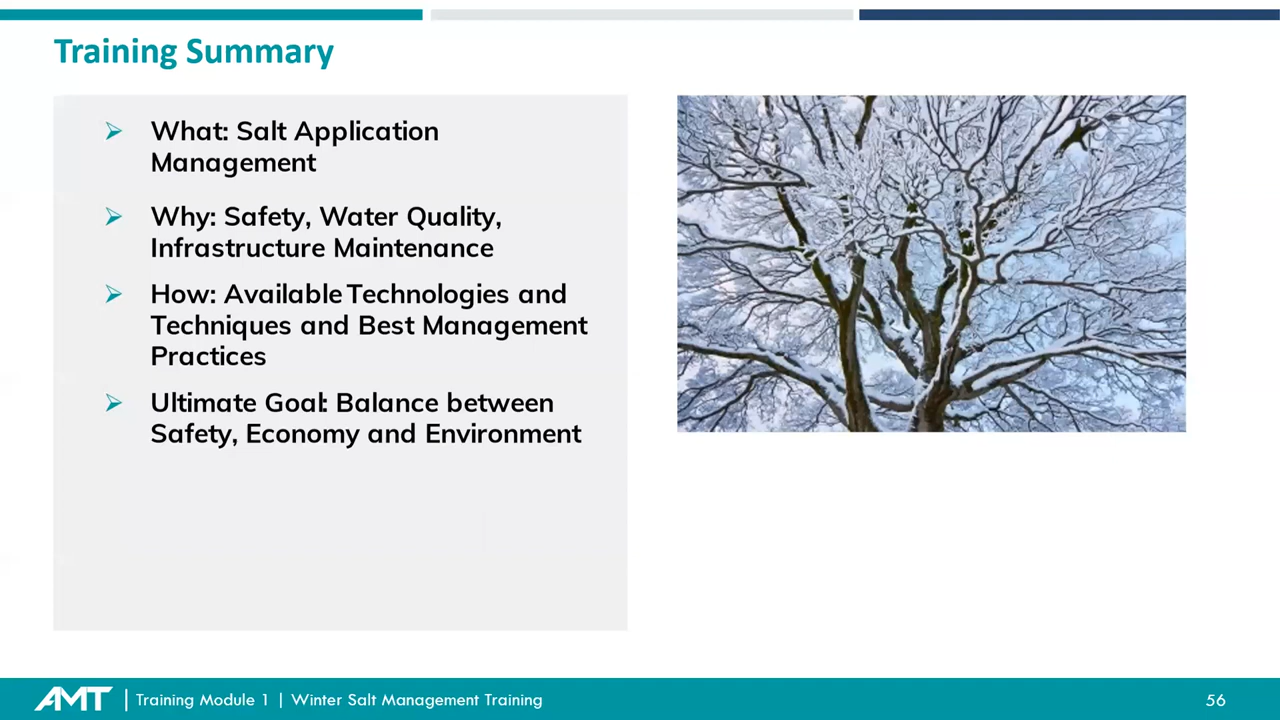 Training Summary
What: Salt Application
Management
Why: Safety, Water Quality,
Infrastructure Maintenance
How: Available Technologies and
Techniques and Best Management
Practices
Ultimate Goal: Balance between
Safety, Economy and Environment
AMT | Training Module 1 | Winter Salt Management Training
56